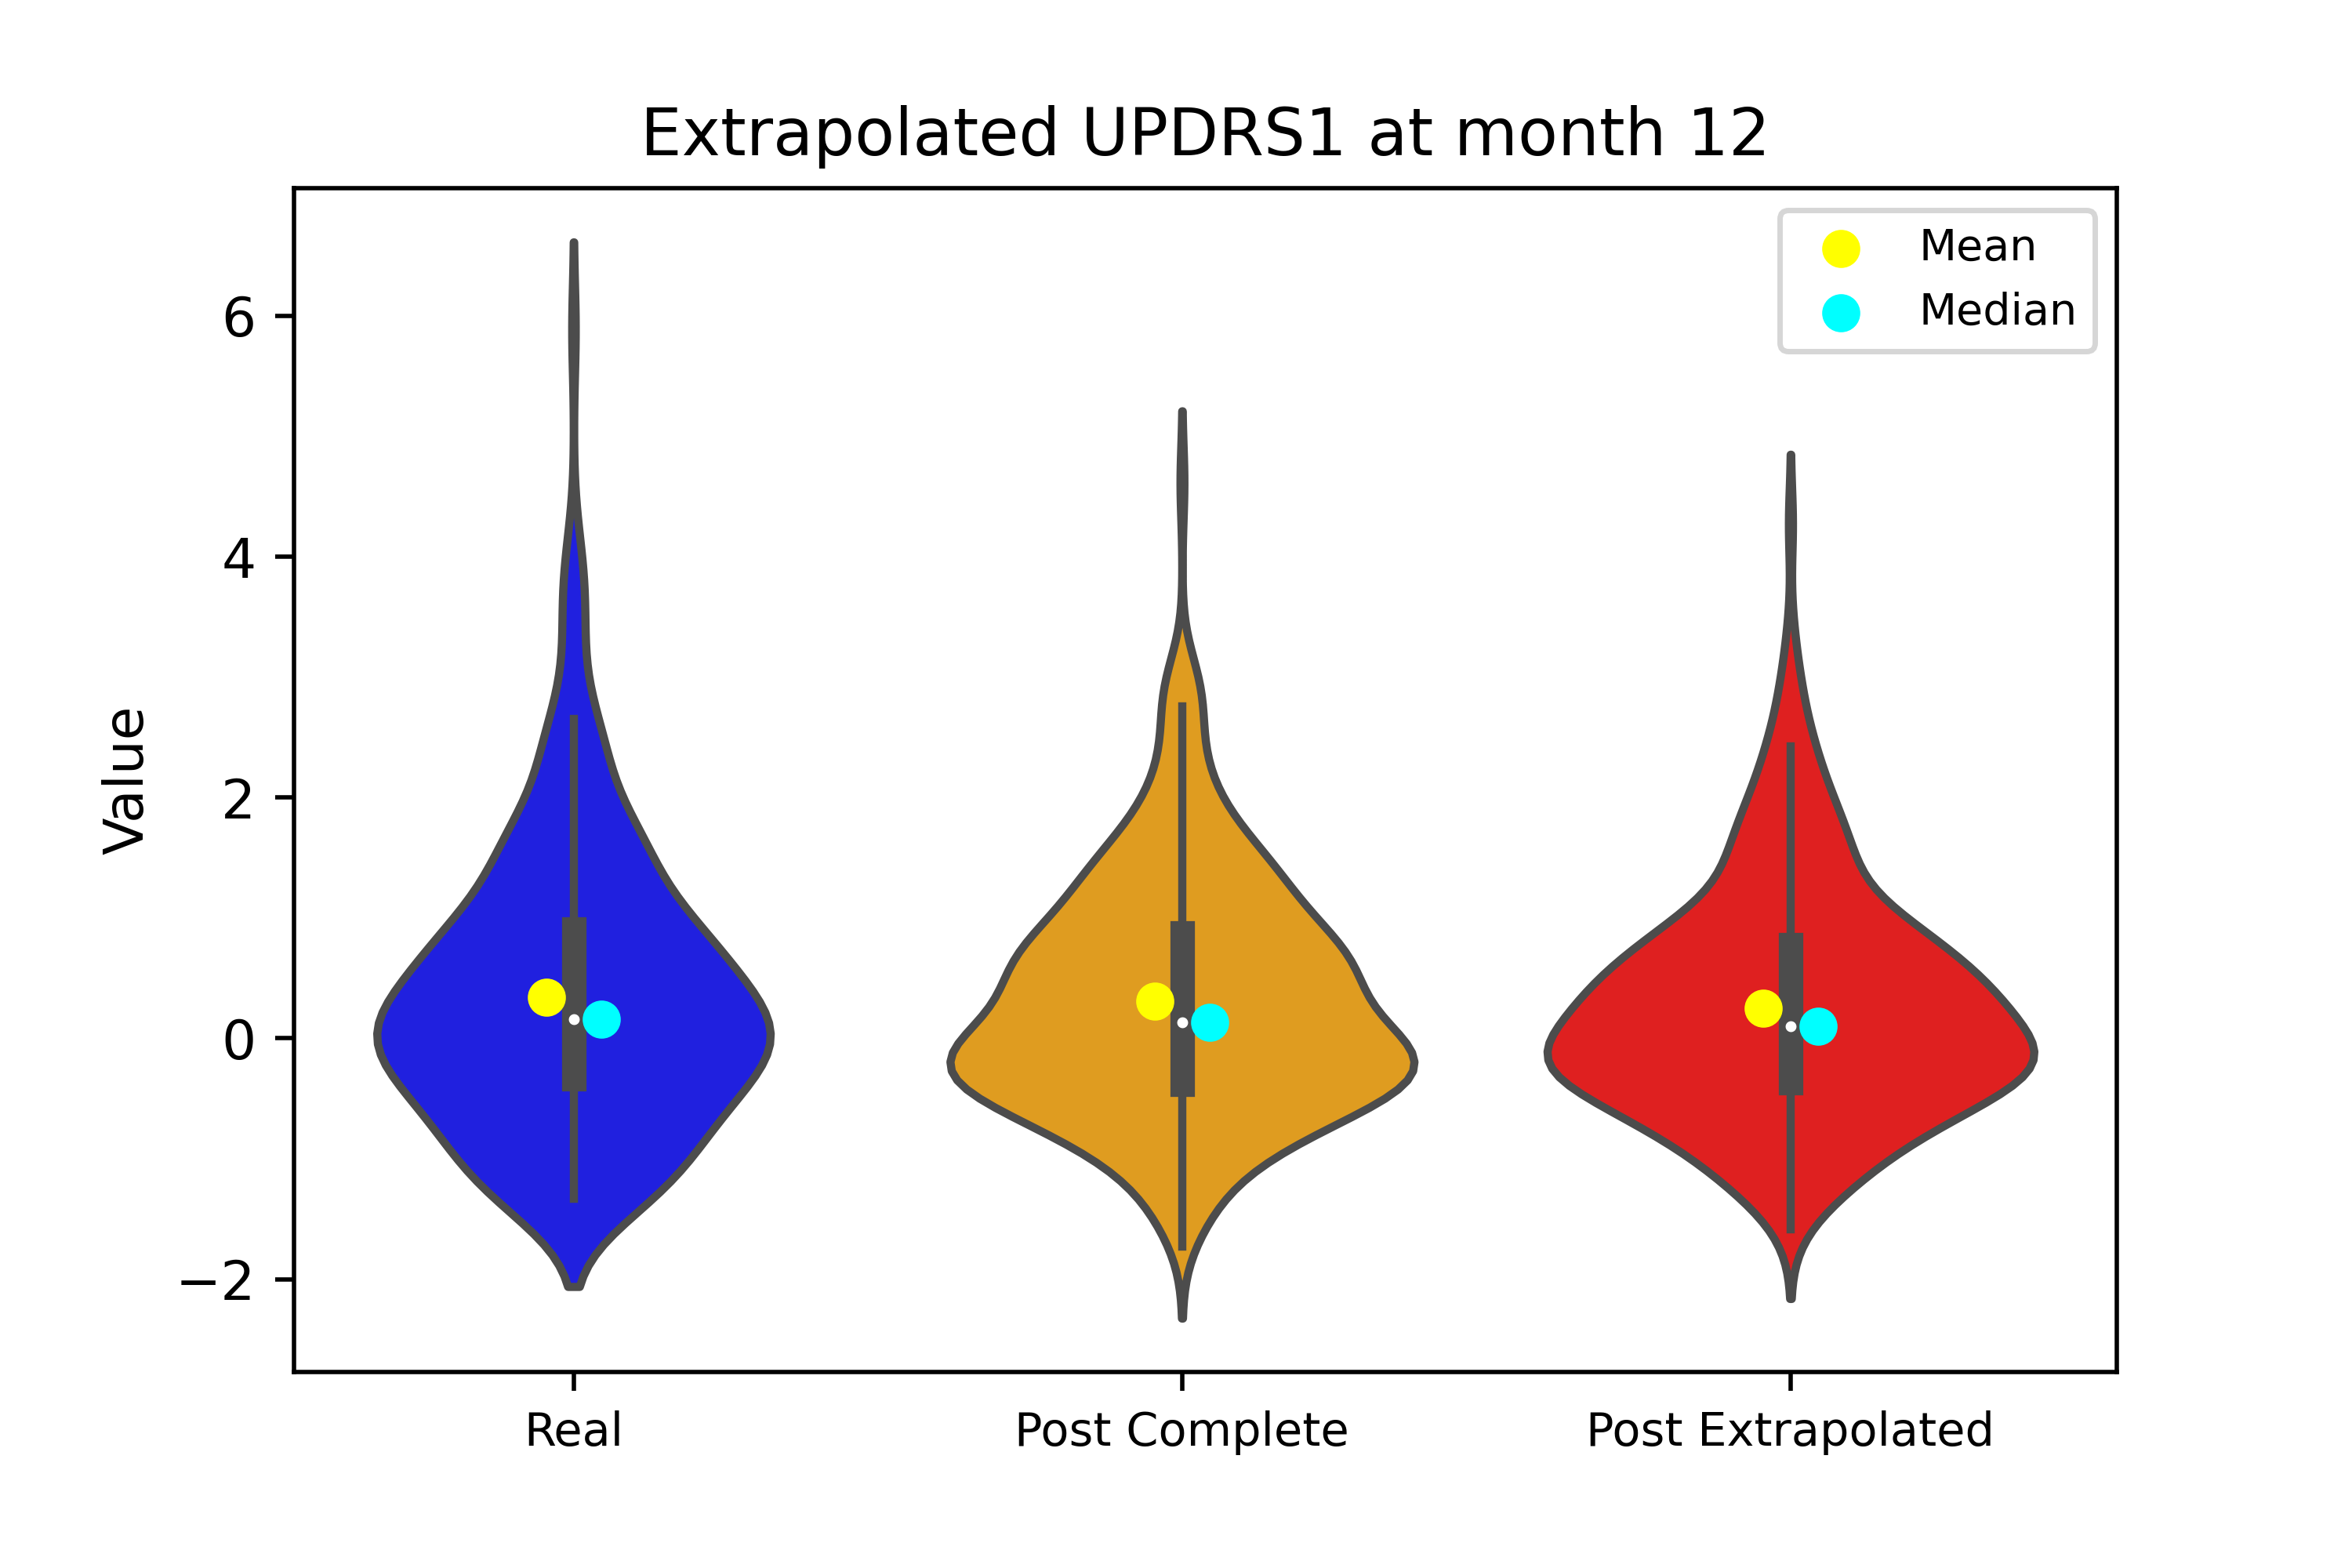 Extrapolated UPDRS1 at month 12
Mean
Median
6
4
2
0
−2
Value
Real
Post Complete
Post Extrapolated